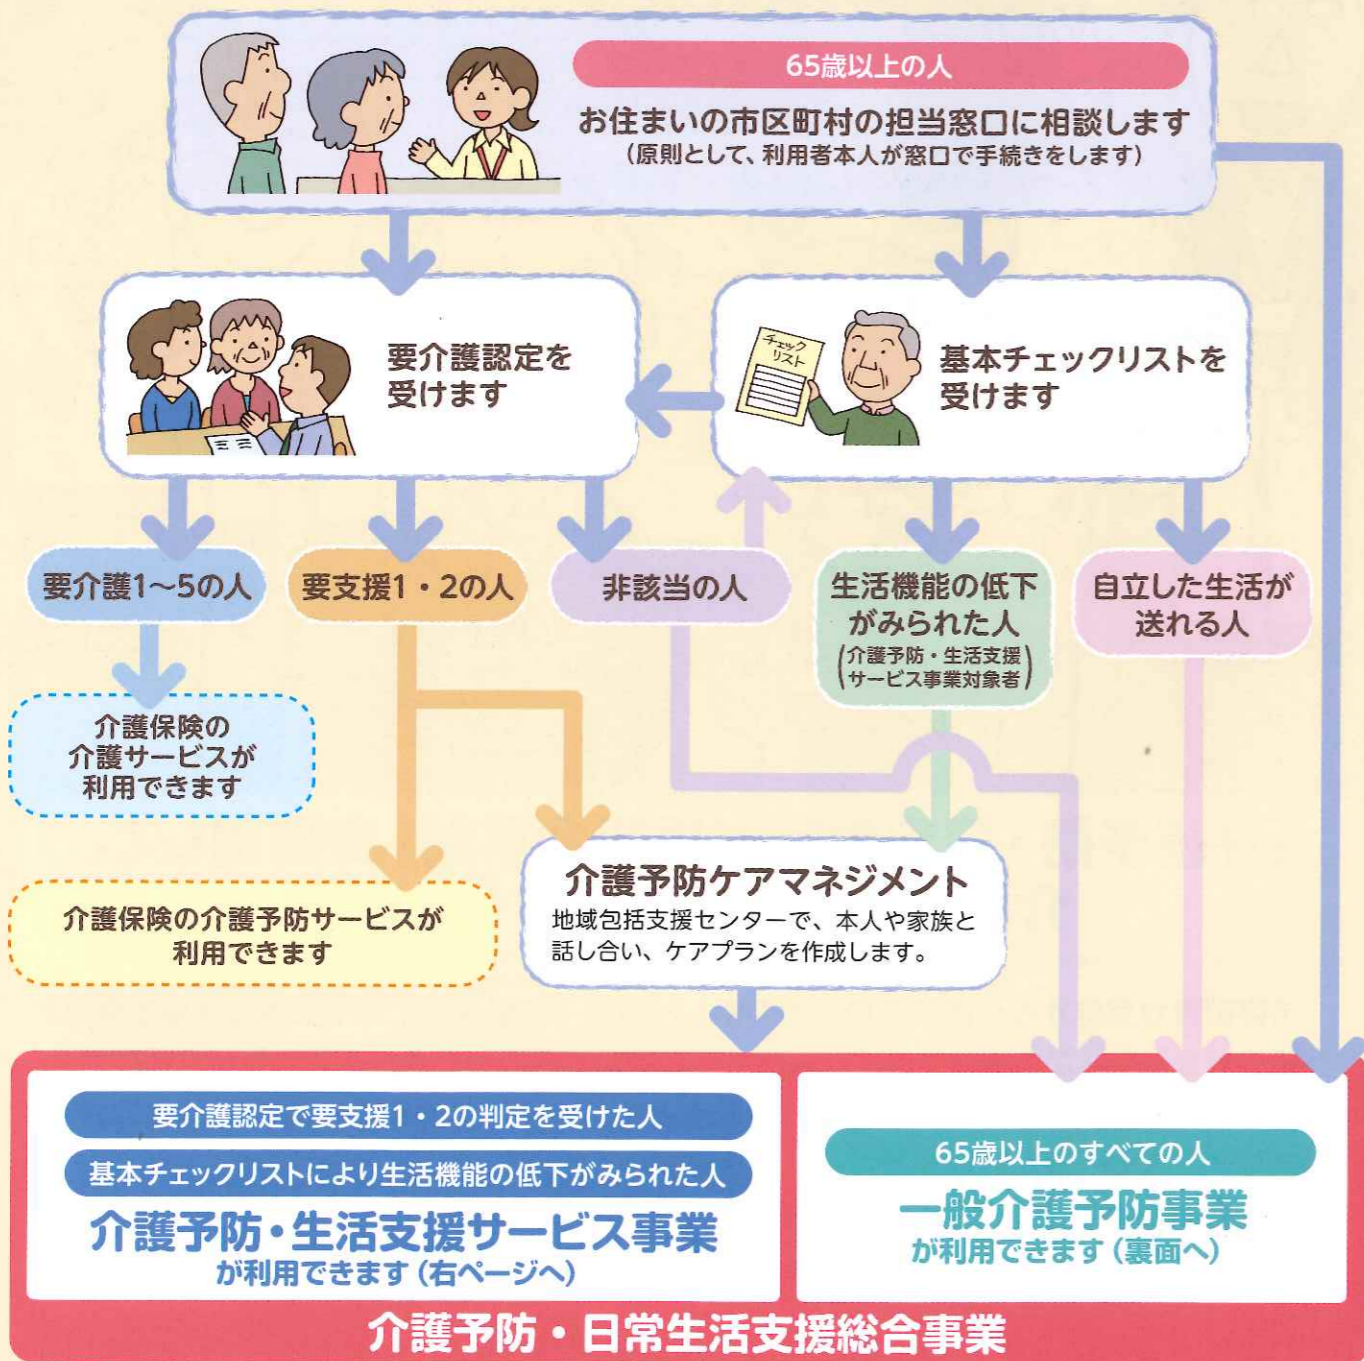 65歳以上の人
お住まいの市区町村の担当窓口に相談します
(原則として、利用者本人が窓口で手続きをします)
要介護認定を
受けます
チェック
リスト
基本チェックリストを
受けます
要介護1~5の人
要支援1・2の人
非該当の人
生活機能の低下
がみられた人
(介護予防・生活支援
サービス事業対象者)
自立した生活が
送れる人
介護保険の
介護サービスが
利用できます
介護保険の介護予防サービスが
利用できます
介護予防ケアマネジメント
地域包括支援センターで、本人や家族と
話し合い、ケアプランを作成します。
要介護認定で要支援1・2の判定を受けた人
基本チェックリストにより生活機能の低下がみられた人
介護予防・生活支援サービス事業
が利用できます(右ページへ)
65歳以上のすべての人
一般介護予防事業
が利用できます(裏面へ)
介護予防・日常生活支援総合事業